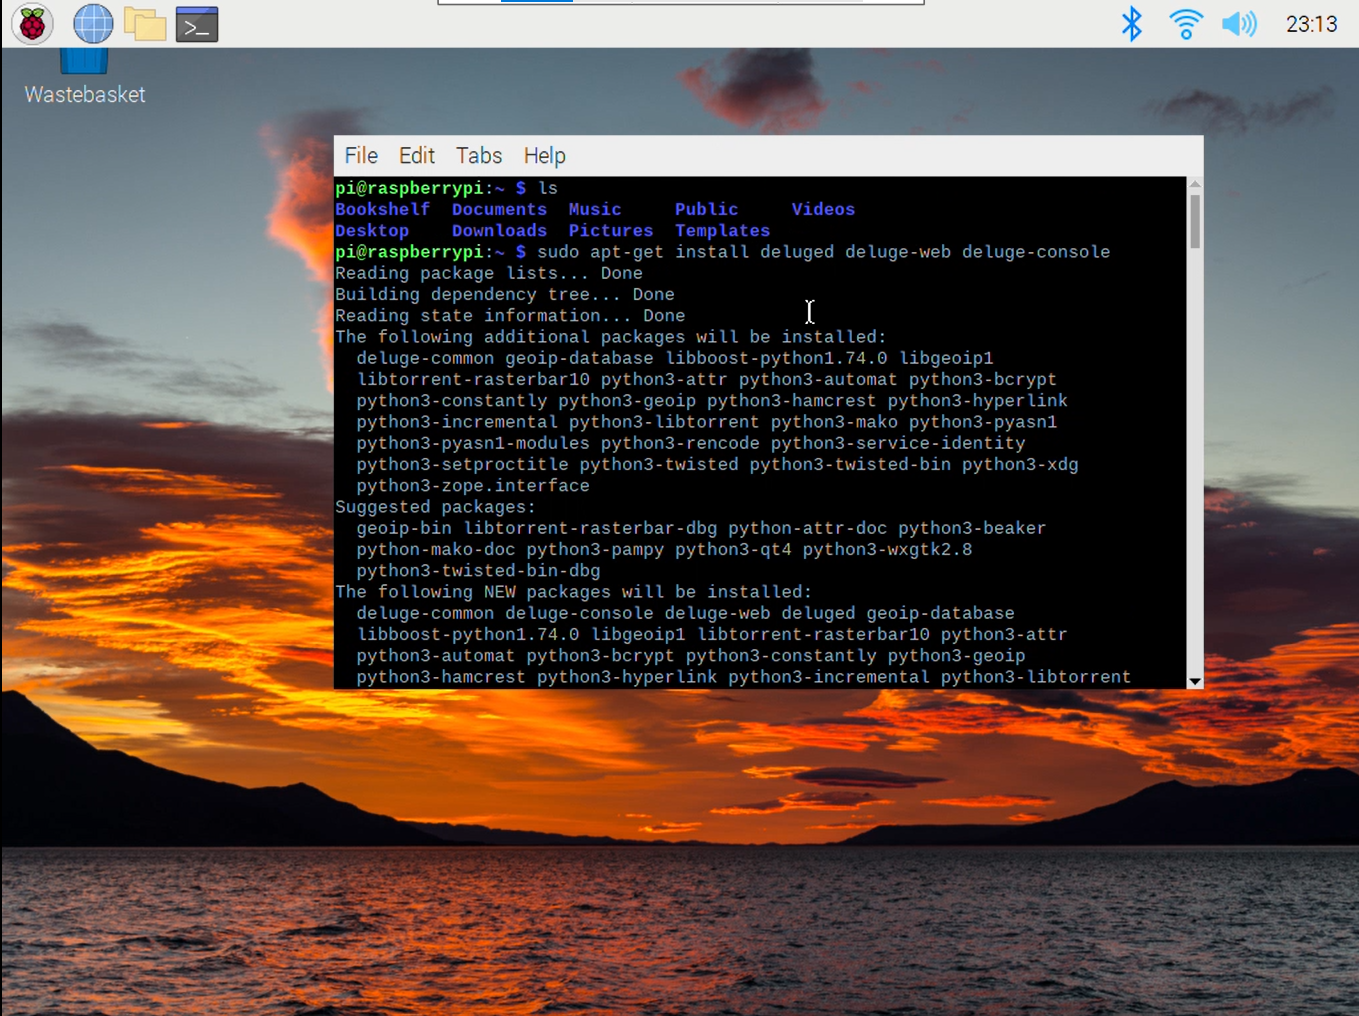 23:13
Wastebasket
File Edit Tabs Help
pi@raspberrypi:~ $ ls
Bookshelf Documents Music Public Videos
Desktop Downloads Pictures Templates
pi@raspberrypi:~ $ sudo apt-get install deluged deluge-web deluge-console
Reading package lists... Done
Building dependency tree... Done
Reading state information... Done
The following additional packages will be installed:
deluge-common geoip-database libboost-python1.74.0 libgeoip1
libtorrent-rasterbar10 python3-attr python3-automat python3-bcrypt
python3-constantly python3-geoip python3-hamcrest python3-hyperlink
python3-incremental python3-libtorrent python3-mako python3-pyasn1
python3-pyasn1-modules python3-rencode python3-service-identity
python3-setproctitle python3-twisted python3-twisted-bin python3-xdg
python3-zope.interface
Suggested packages:
geoip-bin libtorrent-rasterbar-dbg python-attr-doc python3-beaker
python-mako-doc python3-pampy python3-qt4 python3-wxgtk2.8
python3-twisted-bin-dbg
The following NEW packages will be installed:
deluge-common deluge-console deluge-web deluged geoip-database
libboost-python1.74.0 libgeoip1 libtorrent-rasterbar10 python3-attr
python3-automat python3-bcrypt python3-constantly python3-geoip
python3-hamcrest python3-hyperlink python3-incremental python3-libtorrent